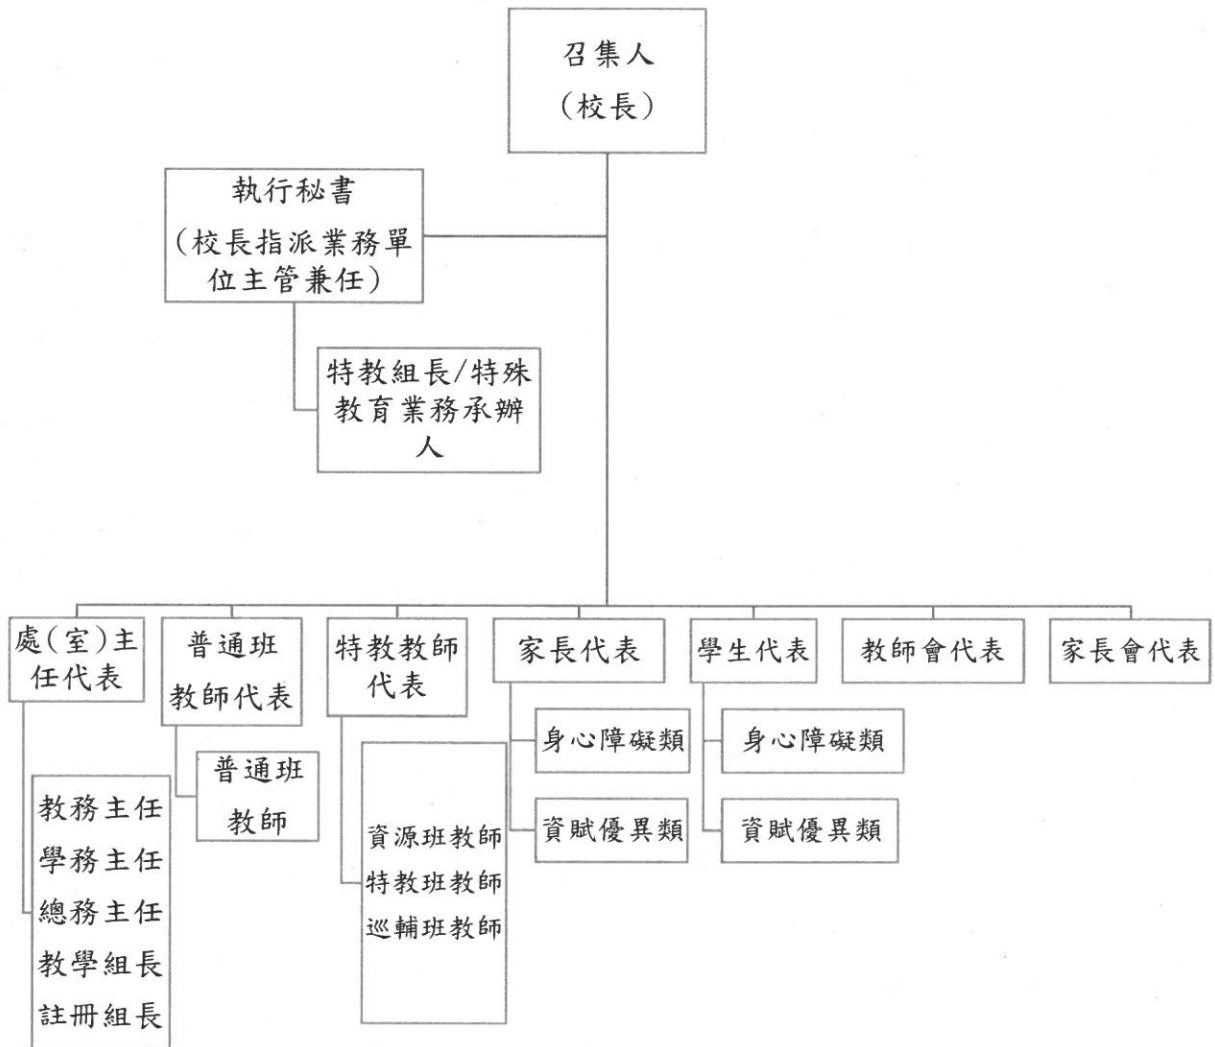 召集人
(校長)
執行秘書
(校長指派業務單
位主管兼任)
特教組長/特殊
教育業務承辦
人
處(室)主
任代表
普通班
教師代表
特教教師
代表
家長代表
學生代表
教師會代表
家長會代表
教務主任
學務主任
總務主任
教學組長
註冊組長
普通班
教師
資源班教師
特教班教師
巡輔班教師
身心障礙類
資賦優異類
身心障礙類
資賦優異類